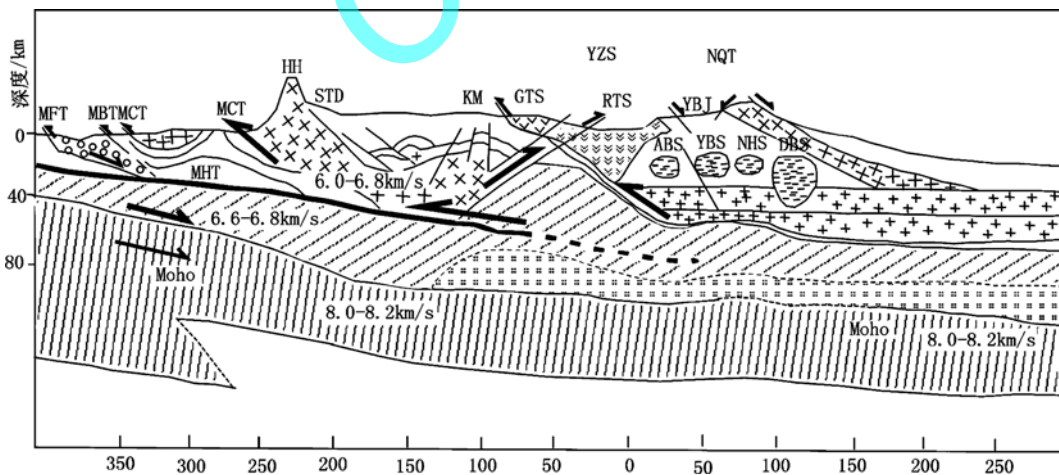 YZS NQT
深度/km
HH
MFT MBTMCT MCT STD KM GTS RTS YBJ
0
ABS YBS NHS DBS
MHT
6.0-6.8km/s
40
6.6-6.8km/s
Moho
80
8.0-8.2km/s
Moho
8.0-8.2km/s
80
350 300 250 200 150 100 50 0 50 100 150 200 250